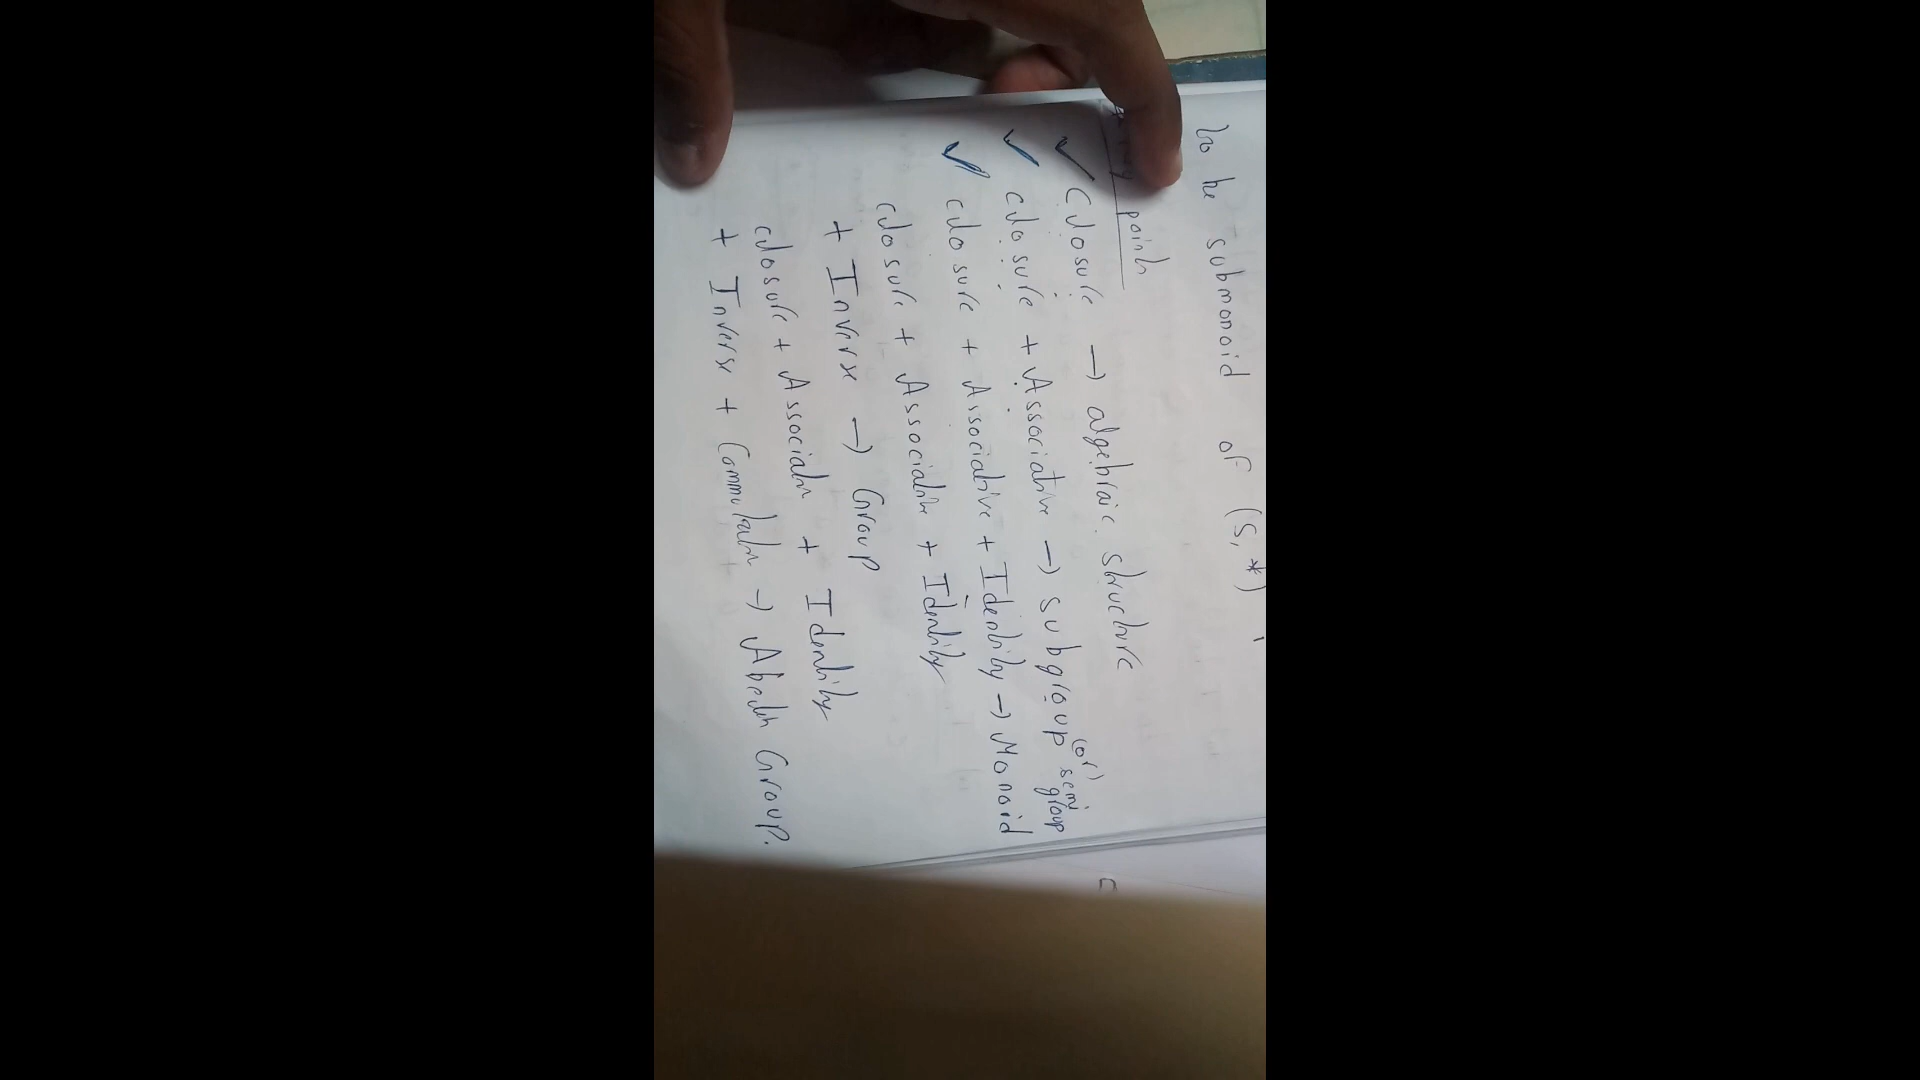 to be submonoid of (S, *)
point
✓ Closure → algebraic structure
✓ closure + Associative → subgroup (or) semi group
✓ closure + Associative + Identity → Monoid
closure + Associative + Identity
+ Inverse → Group
closure + Associative + Identity
+ Inverse + Commutative → Abelian Group.